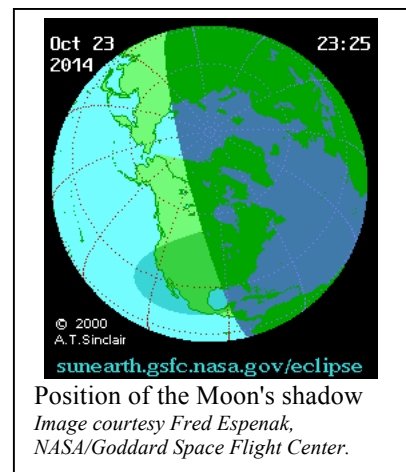 Oct 23 23:25
2014
© 2000
A.T.Sinclair
sunearth.gsfc.nasa.gov/eclipse
Position of the Moon's shadow
Image courtesy Fred Espenak,
NASA/Goddard Space Flight Center.